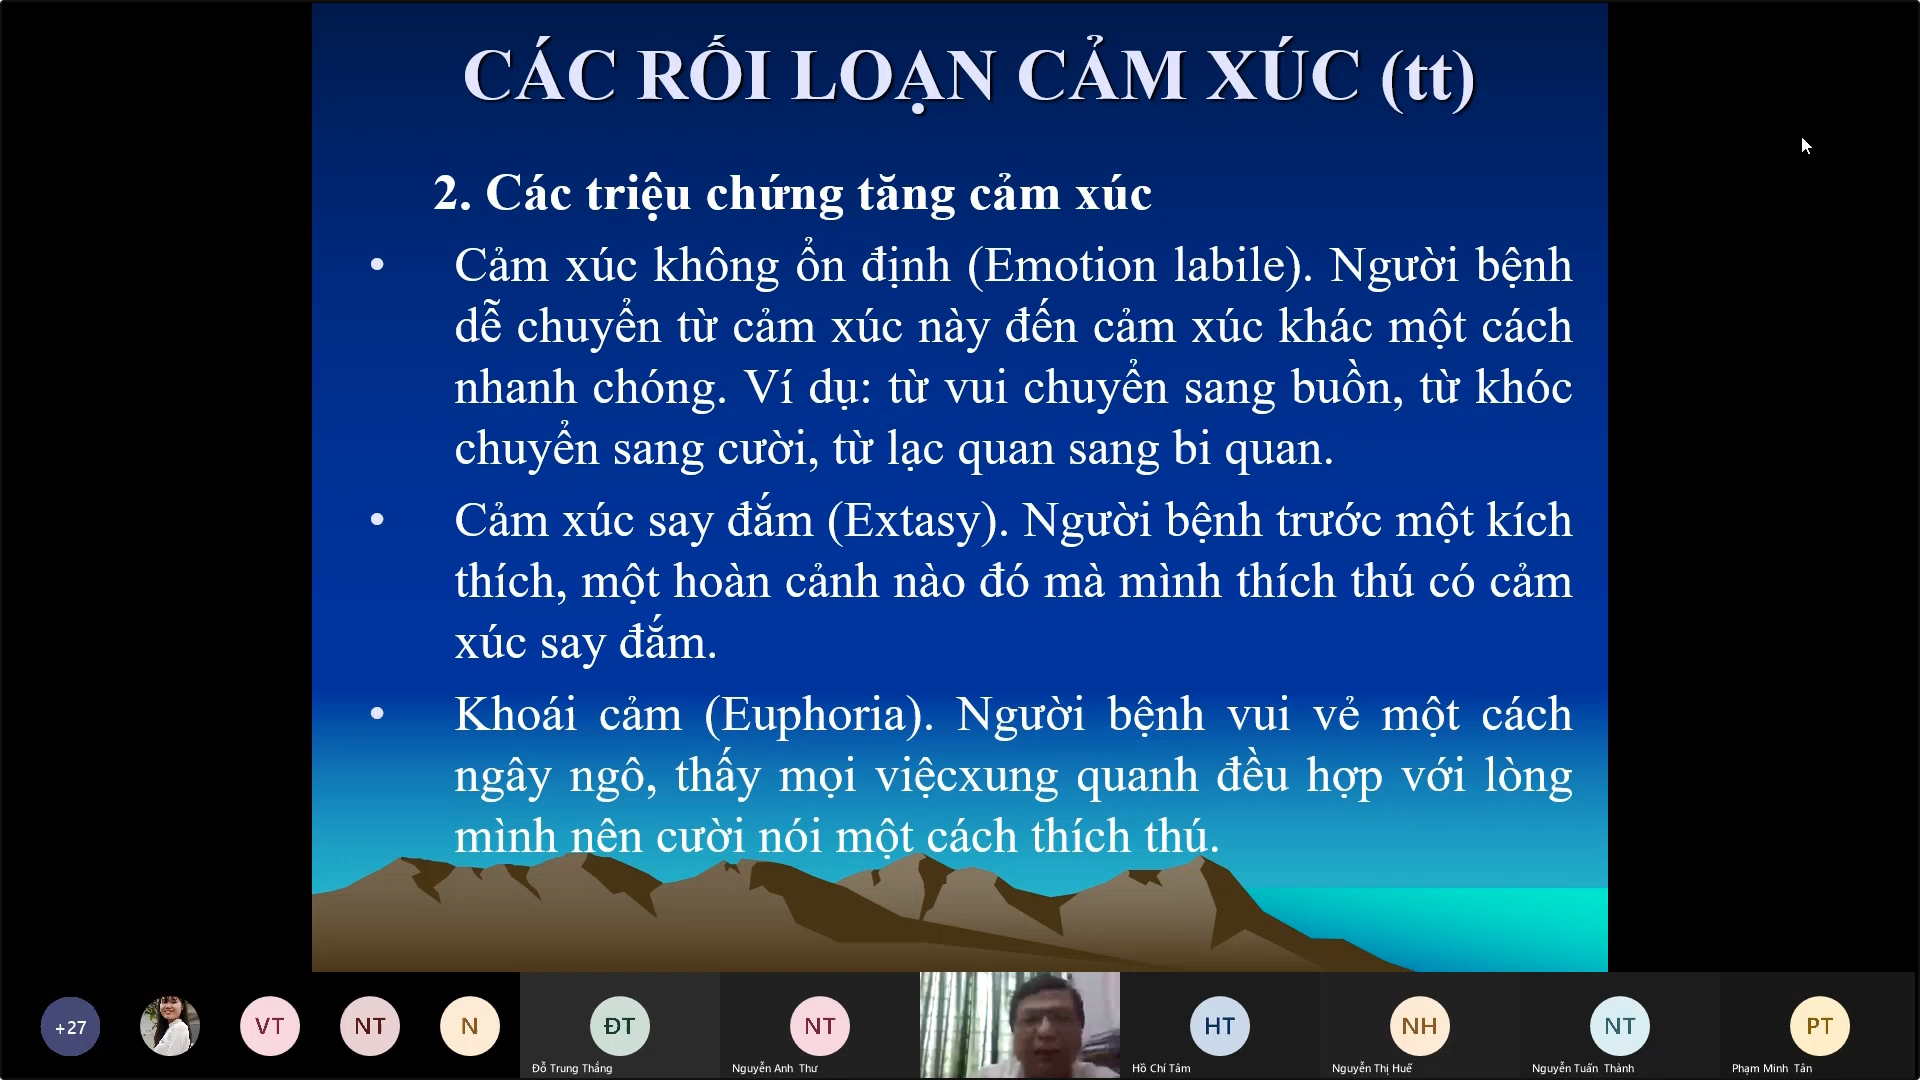 CÁC RỐI LOẠN CẢM XÚC (tt)
2. Các triệu chứng tăng cảm xúc
• Cảm xúc không ổn định (Emotion labile). Người bệnh
dễ chuyển từ cảm xúc này đến cảm xúc khác một cách
nhanh chóng. Ví dụ: từ vui chuyển sang buồn, từ khóc
chuyển sang cười, từ lạc quan sang bi quan.
• Cảm xúc say đắm (Extasy). Người bệnh trước một kích
thích, một hoàn cảnh nào đó mà mình thích thú có cảm
xúc say đắm.
• Khoái cảm (Euphoria). Người bệnh vui vẻ một cách
ngây ngô, thấy mọi việcxung quanh đều hợp với lòng
mình nên cười nói một cách thích thú.
+27
VT
NT
N
ĐT
NT
HT
NH
NT
PT
Đỗ Trung Thắng
Nguyễn Anh Thư
Hồ Chí Tâm
Nguyễn Thị Huế
Nguyễn Tuấn Thành
Phạm Minh Tân